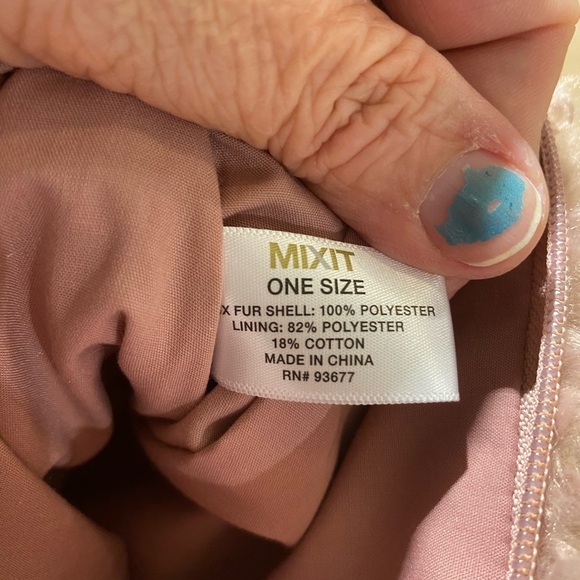 MIXIT
ONE SIZE
X FUR SHELL: 100% POLYESTER
LINING: 82% POLYESTER
18% COTTON
MADE IN CHINA
RN# 93677